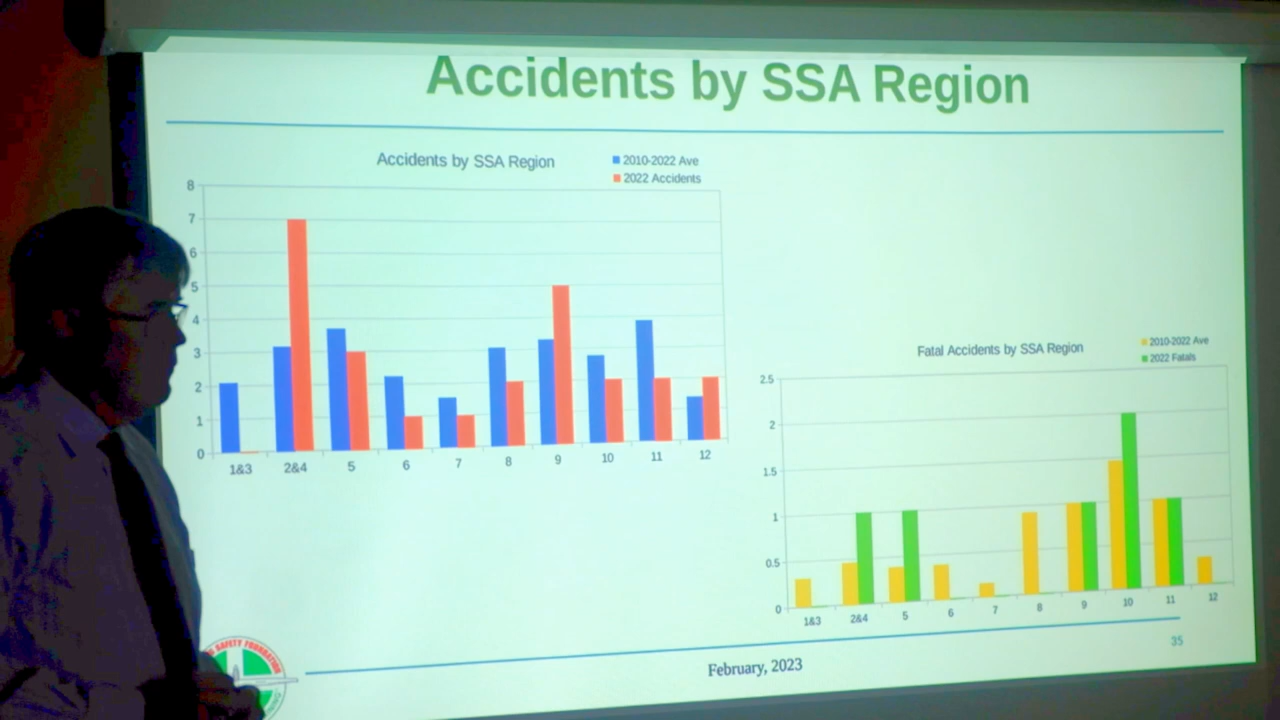 Accidents by SSA Region
Accidents by SSA Region
2010-2022 Ave
2022 Accidents
8
7
6
5
4
3
2
1
0
1&3 2&4 5 6 7 8 9 10 11 12
Fatal Accidents by SSA Region
2010-2022 Ave
2022 Fatals
2.5
2
1.5
1
0.5
0
1&3 2&4 5 6 7 8 9 10 11 12
SAFETY FOUNDATION
February, 2023
35